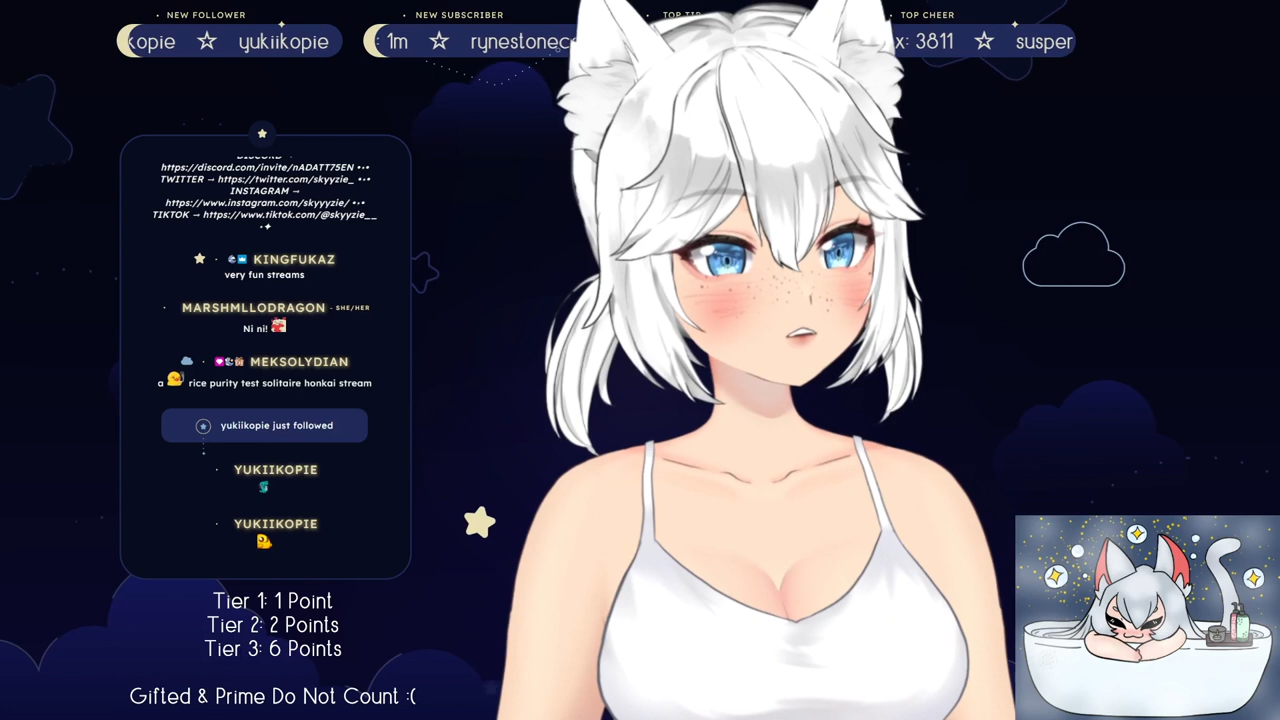 NEW FOLLOWER
NEW SUBSCRIBER
TOP TIP
TOP CHEER
kopie ☆ yukiikopie
1m ☆ rynestonec
x: 3811 ☆ susper
DISCORD →
https://discord.com/invite/nADATT75EN •·•
TWITTER → https://twitter.com/skyyzie_ •·•
INSTAGRAM →
https://www.instagram.com/skyyyzie/ •·•
TIKTOK → https://www.tiktok.com/@skyyzie__
KINGFUKAZ
very fun streams
MARSHMLLODRAGON - SHE/HER
Ni ni!
MEKSOLYDIAN
a rice purity test solitaire honkai stream
yukiikopie just followed
YUKIIKOPIE
YUKIIKOPIE
Tier 1: 1 Point
Tier 2: 2 Points
Tier 3: 6 Points
Gifted & Prime Do Not Count :(